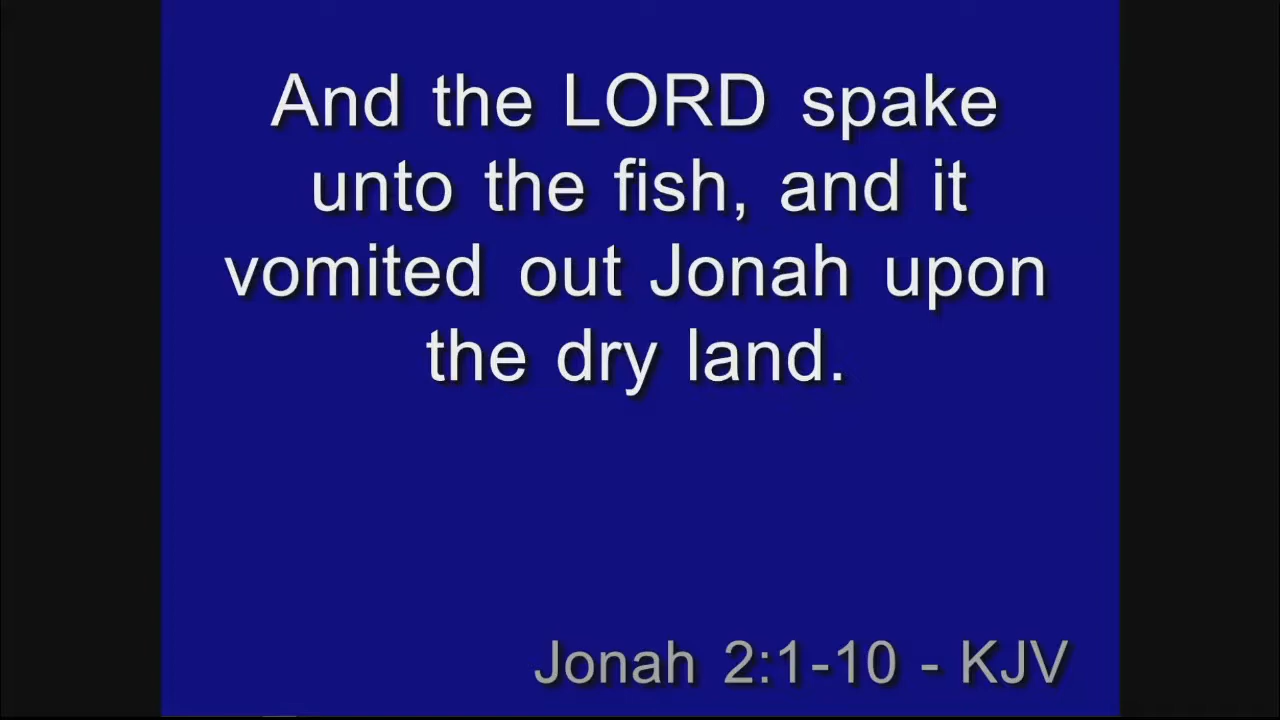 And the LORD spake
unto the fish, and it
vomited out Jonah upon
the dry land.
Jonah 2:1-10 - KJV